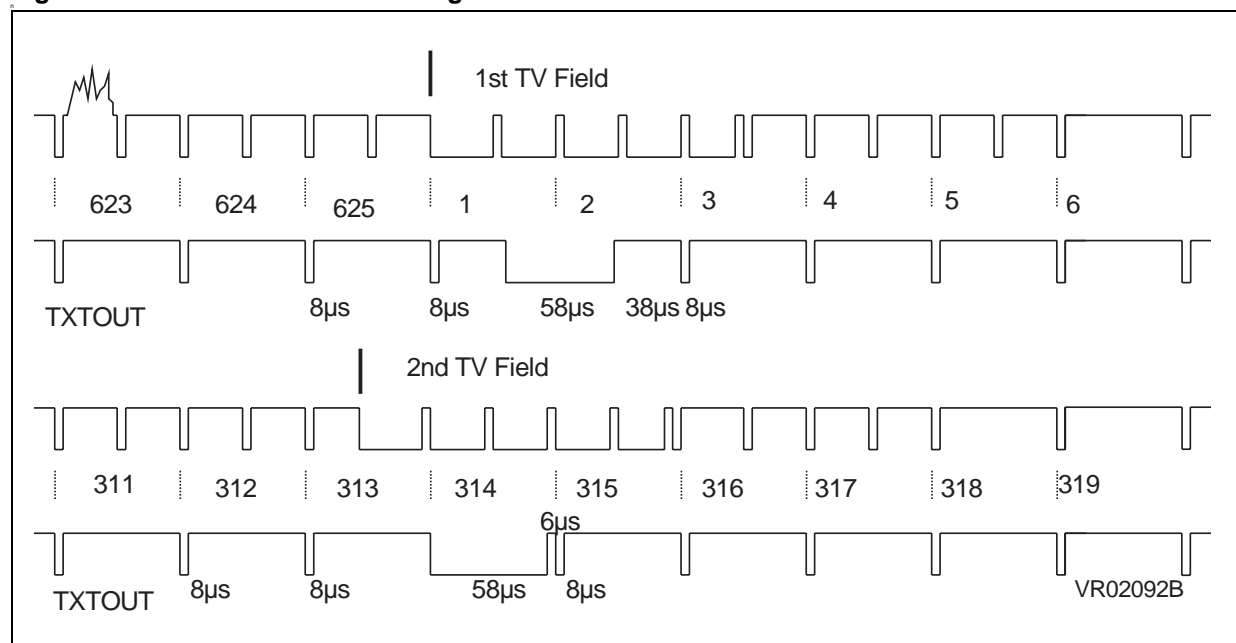 1st TV Field
623 624 625 1 2 3 4 5 6
8µs 8µs 58µs 38µs 8µs
TXTOUT
2nd TV Field
311 312 313 314 315 316 317 318 319
6µs
8µs 8µs 58µs 8µs
TXTOUT
VR02092B